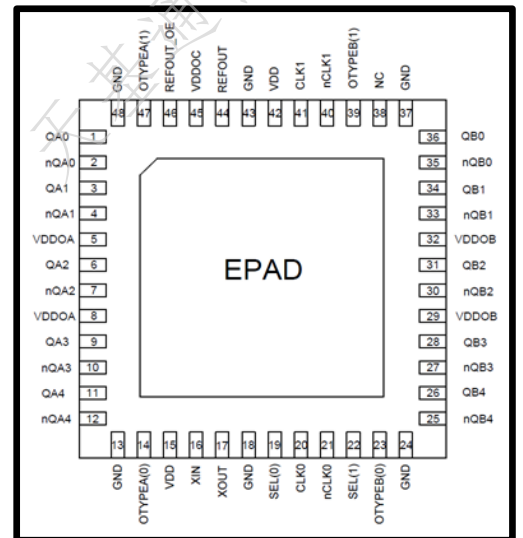 GND OTYPEA(1) REFOUT_OE VDDOC REFOUT GND VDD CLK1 nCLK1 OTYPEB(1) NC GND
48 47 46 45 44 43 42 41 40 39 38 37
QA0 1 36 QB0
nQA0 2 35 nQB0
QA1 3 34 QB1
nQA1 4 33 nQB1
VDDOA 5 32 VDDOB
QA2 6 31 QB2
EPAD
nQA2 7 30 nQB2
VDDOA 8 29 VDDOB
QA3 9 28 QB3
nQA3 10 27 nQB3
QA4 11 26 QB4
nQA4 12 25 nQB4
13 14 15 16 17 18 19 20 21 22 23 24
GND OTYPEA(0) VDD XIN XOUT GND SEL(0) CLK0 nCLK0 SEL(1) OTYPEB(0) GND